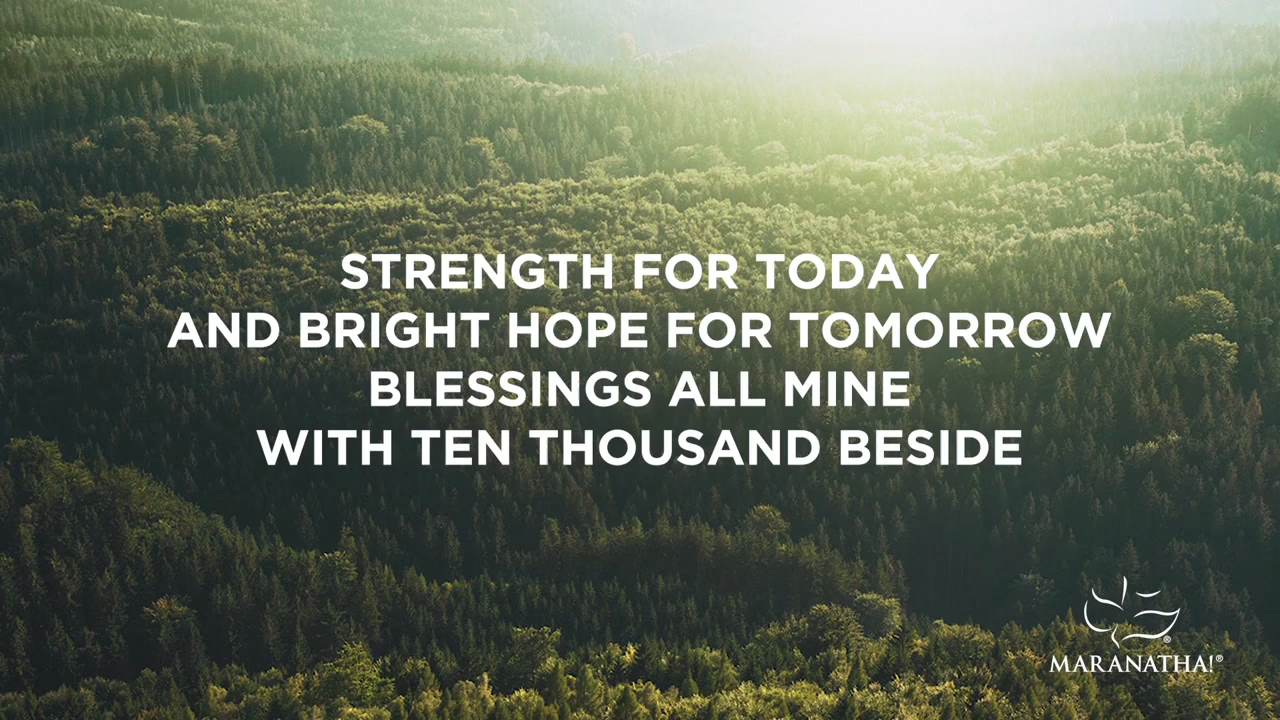 STRENGTH FOR TODAY
AND BRIGHT HOPE FOR TOMORROW
BLESSINGS ALL MINE
WITH TEN THOUSAND BESIDE
®
MARANATHA!®